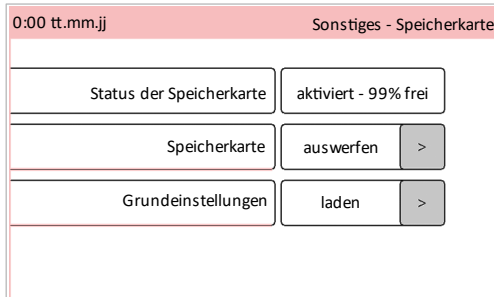 0:00 tt.mm.jj Sonstiges - Speicherkarte
Status der Speicherkarte aktiviert - 99% frei
Speicherkarte auswerfen >
Grundeinstellungen laden >